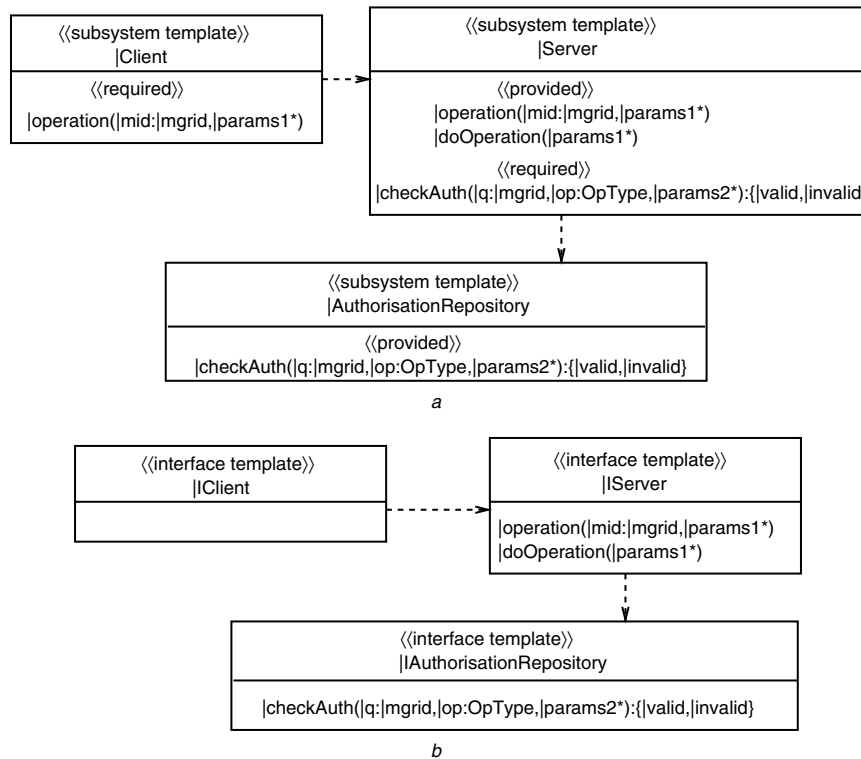 ⟨⟨subsystem template⟩⟩
|Client
⟨⟨required⟩⟩
|operation(|mid:|mgrid,|params1*)
⟨⟨subsystem template⟩⟩
|Server
⟨⟨provided⟩⟩
|operation(|mid:|mgrid,|params1*)
|doOperation(|params1*)
⟨⟨required⟩⟩
|checkAuth(|q:|mgrid,|op:OpType,|params2*):{|valid,|invalid
⟨⟨subsystem template⟩⟩
|AuthorisationRepository
⟨⟨provided⟩⟩
|checkAuth(|q:|mgrid,|op:OpType,|params2*):{|valid,|invalid}
a
⟨⟨interface template⟩⟩
|IClient
⟨⟨interface template⟩⟩
|IServer
|operation(|mid:|mgrid,|params1*)
|doOperation(|params1*)
⟨⟨interface template⟩⟩
|IAuthorisationRepository
|checkAuth(|q:|mgrid,|op:OpType,|params2*):{|valid,|invalid}
b